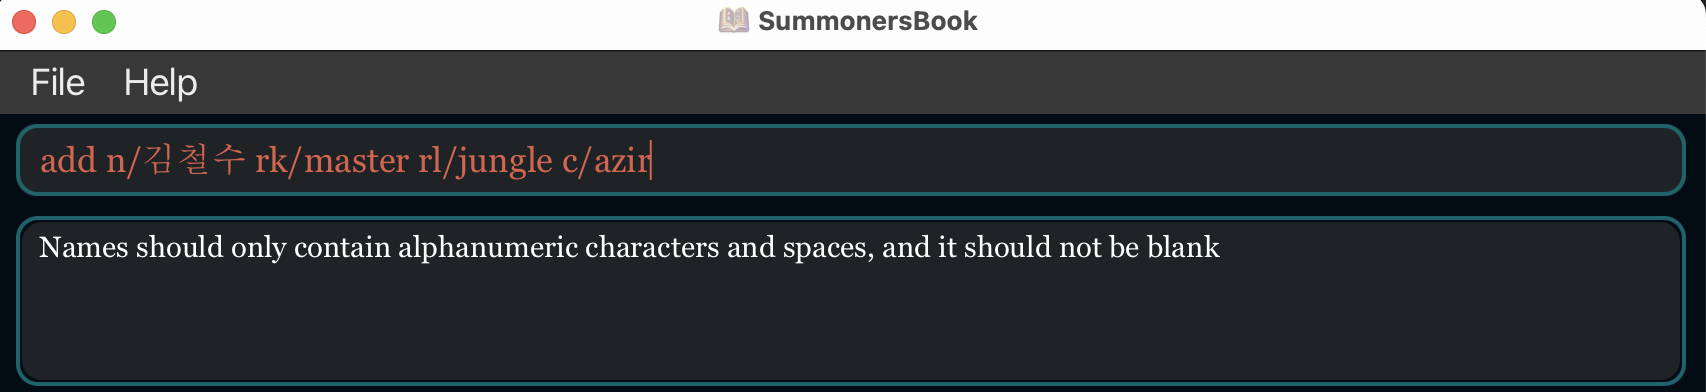 SummonersBook
File Help
add n/김철수 rk/master rl/jungle c/azir
Names should only contain alphanumeric characters and spaces, and it should not be blank